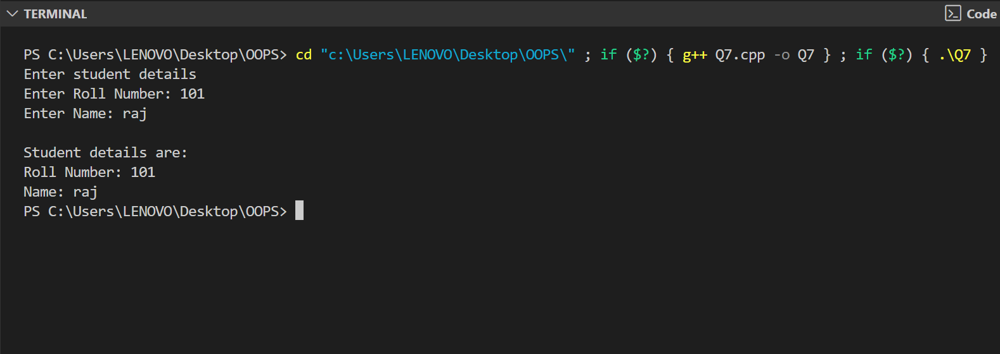 TERMINAL
Code
PS C:\Users\LENOVO\Desktop\OOPS> cd "c:\Users\LENOVO\Desktop\OOPS\" ; if ($?) { g++ Q7.cpp -o Q7 } ; if ($?) { .\Q7 }
Enter student details
Enter Roll Number: 101
Enter Name: raj

Student details are:
Roll Number: 101
Name: raj
PS C:\Users\LENOVO\Desktop\OOPS>